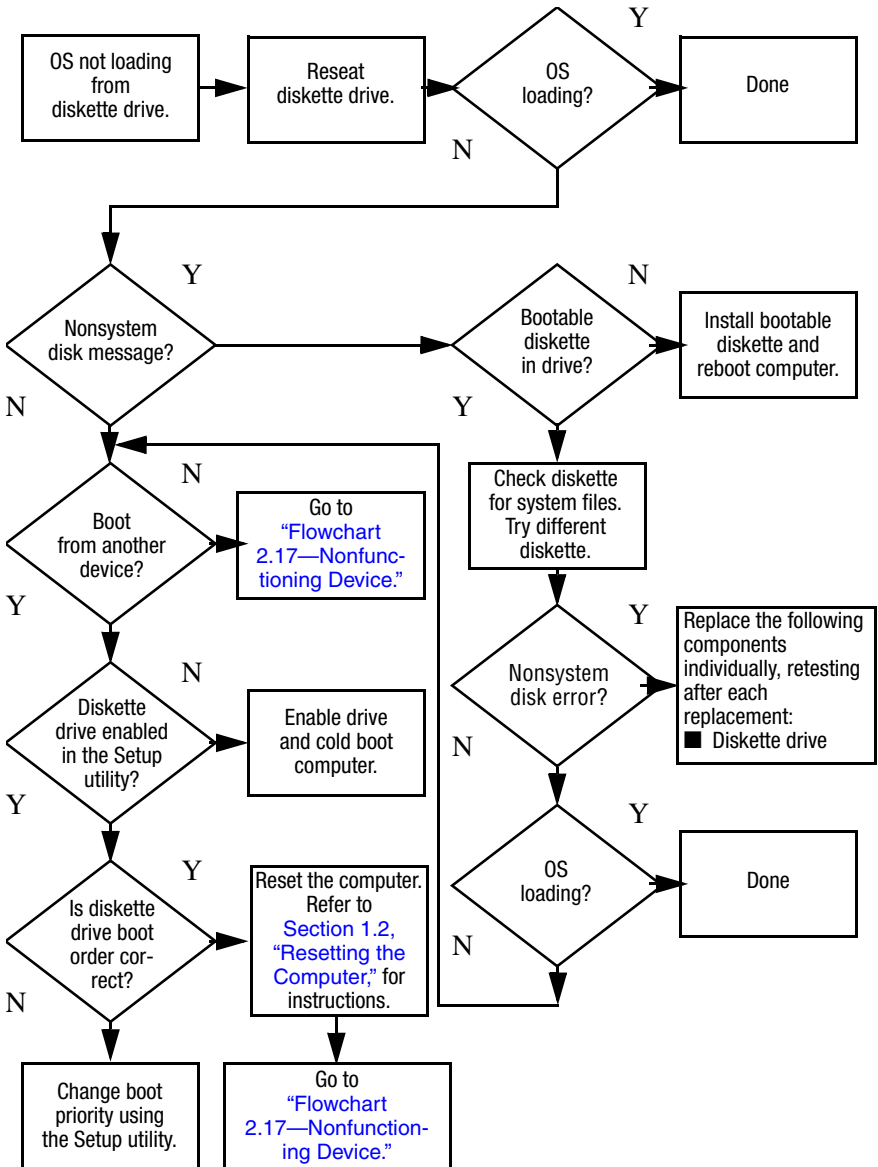 OS not loading
from
diskette drive.
Reseat
diskette drive.
OS
loading?
Y
Done
N
Nonsystem
disk message?
Y
N
Bootable
diskette
in drive?
N
Install bootable
diskette and
reboot computer.
Y
Boot
from another
device?
N
Go to
“Flowchart
2.17—Nonfunc-
tioning Device.”
Y
Check diskette
for system files.
Try different
diskette.
Nonsystem
disk error?
Y
Replace the following
components
individually, retesting
after each
replacement:
■ Diskette drive
N
Diskette
drive enabled
in the Setup
utility?
N
Enable drive
and cold boot
computer.
Y
OS
loading?
Y
Done
N
Is diskette
drive boot
order cor-
rect?
Y
Reset the computer.
Refer to
Section 1.2,
“Resetting the
Computer,” for
instructions.
N
Change boot
priority using
the Setup utility.
Go to
“Flowchart
2.17—Nonfunction-
ing Device.”